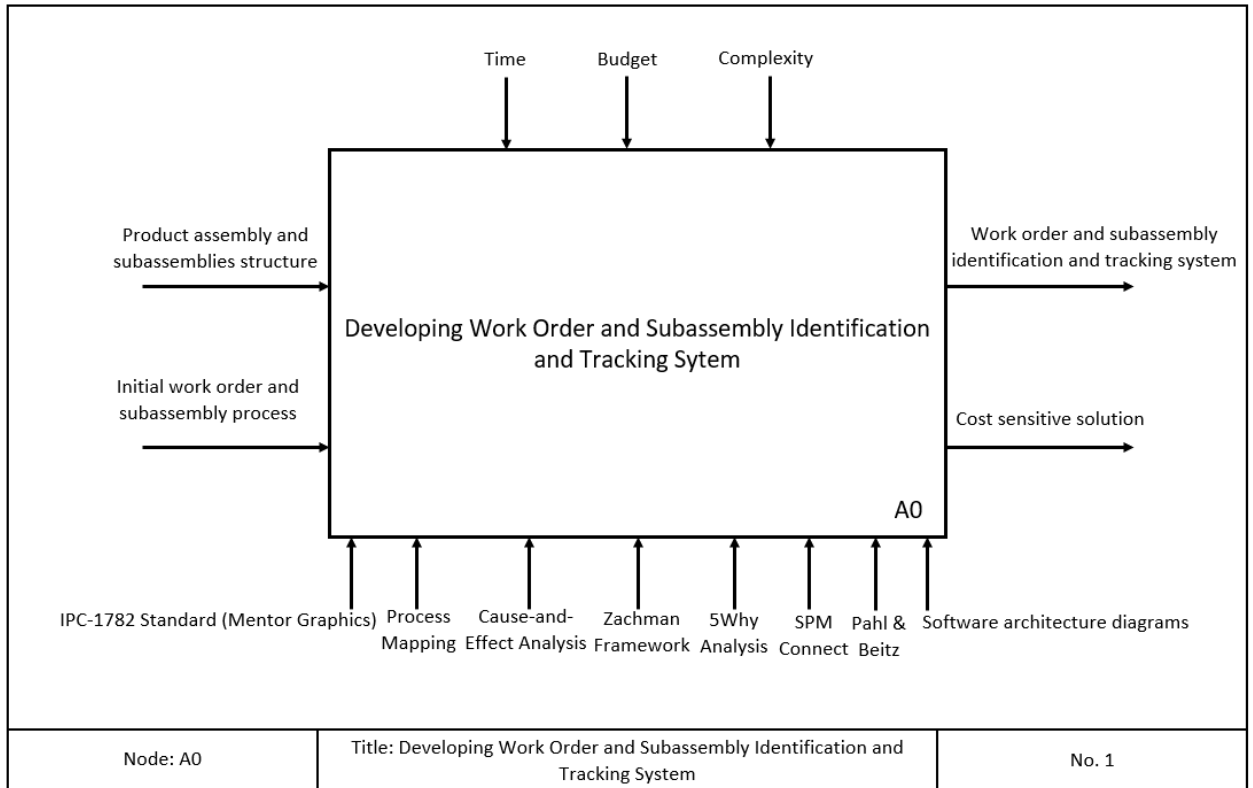 Time
Budget
Complexity
Product assembly and
subassemblies structure
Work order and subassembly
identification and tracking system
Developing Work Order and Subassembly Identification
and Tracking Sytem
Initial work order and
subassembly process
Cost sensitive solution
A0
IPC-1782 Standard (Mentor Graphics)
Process
Mapping
Cause-and-
Effect Analysis
Zachman
Framework
5Why
Analysis
SPM
Connect
Pahl &
Beitz
Software architecture diagrams
Node: A0
Title: Developing Work Order and Subassembly Identification and
Tracking System
No. 1